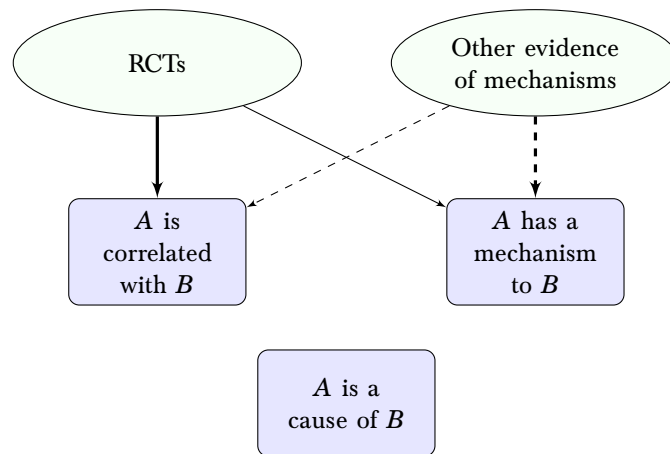 RCTs
Other evidence
of mechanisms
A is
correlated
with B
A has a
mechanism
to B
A is a
cause of B